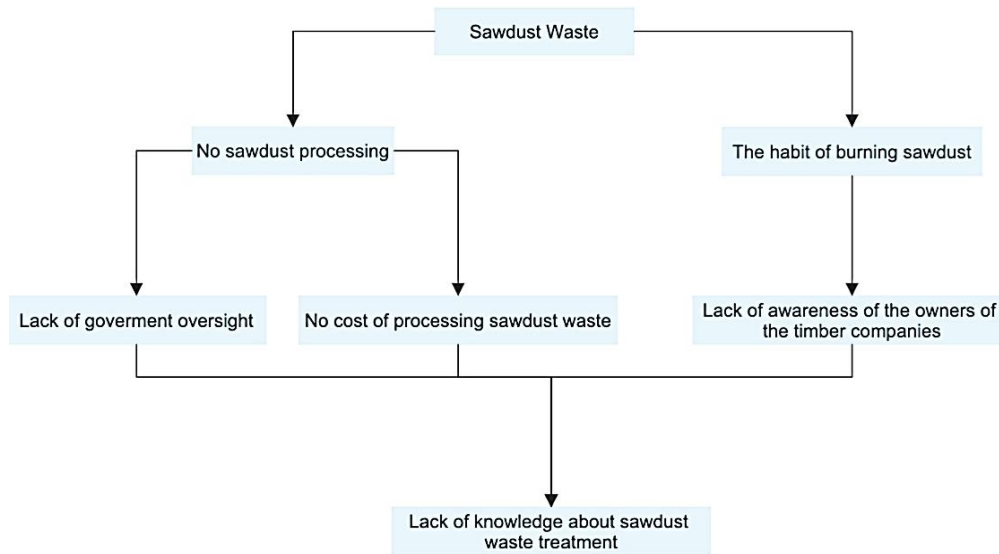 Sawdust Waste
No sawdust processing
The habit of burning sawdust
Lack of goverment oversight
No cost of processing sawdust waste
Lack of awareness of the owners of
the timber companies
Lack of knowledge about sawdust
waste treatment